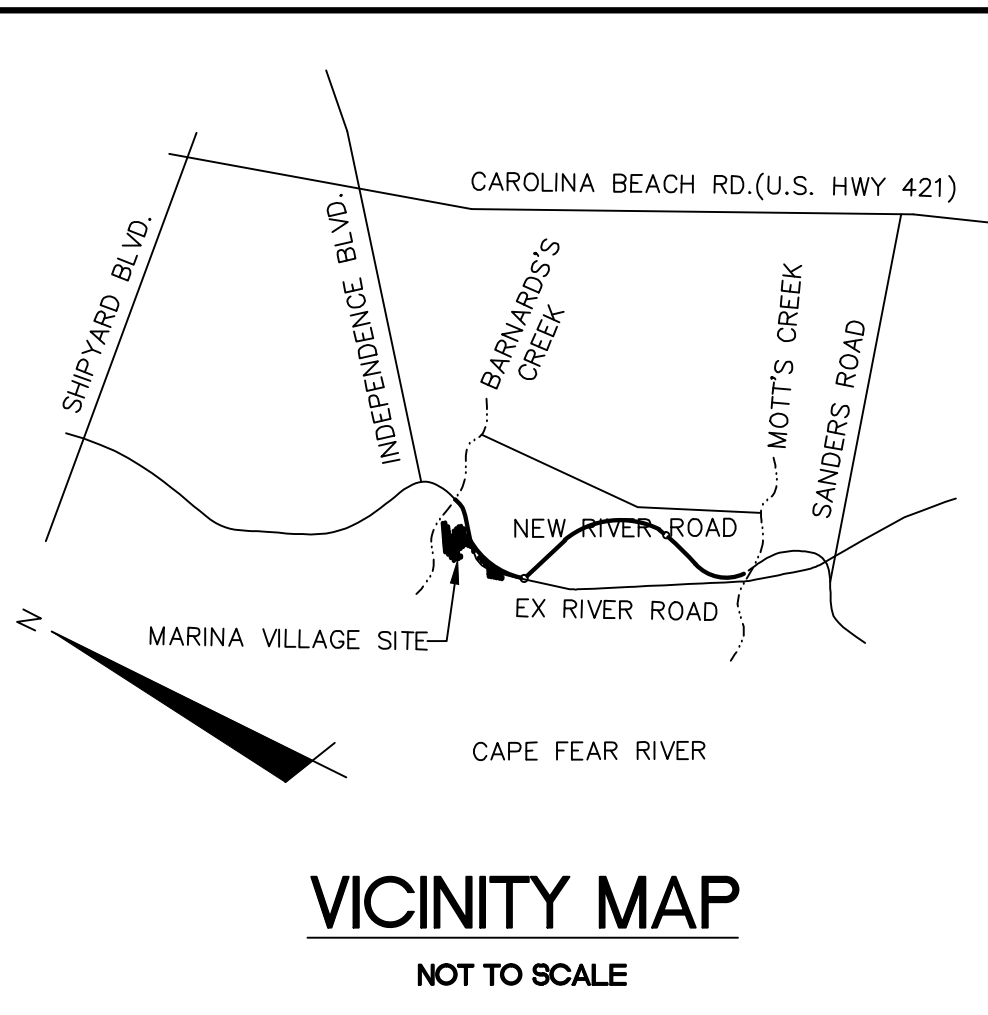 CAROLINA BEACH RD.(U.S. HWY 421)
SHIPYARD BLVD.
INDEPENDENCE BLVD.
BARNARDS'S
CREEK
MOTT'S CREEK
SANDERS ROAD
NEW RIVER ROAD
EX RIVER ROAD
N
MARINA VILLAGE SITE
CAPE FEAR RIVER
VICINITY MAP
NOT TO SCALE